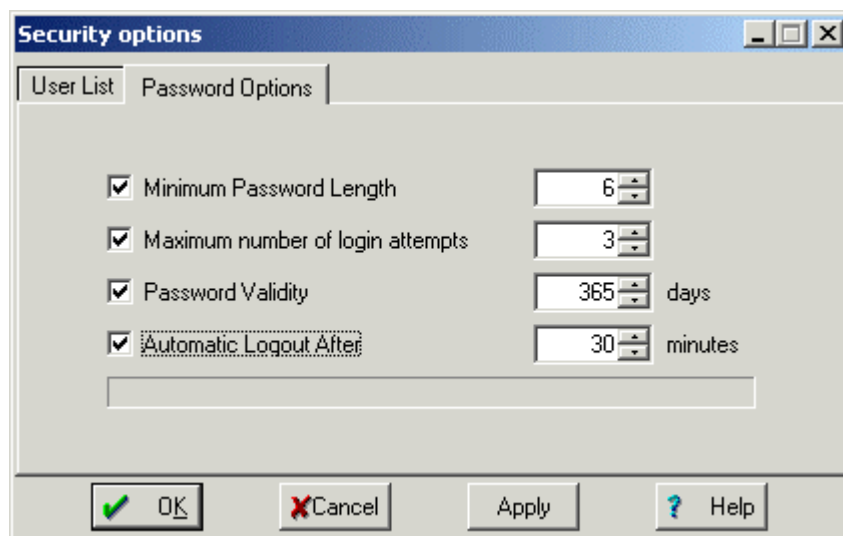 Security options
User List Password Options
Minimum Password Length 6
Maximum number of login attempts 3
Password Validity 365 days
Automatic Logout After 30 minutes
OK Cancel Apply ? Help